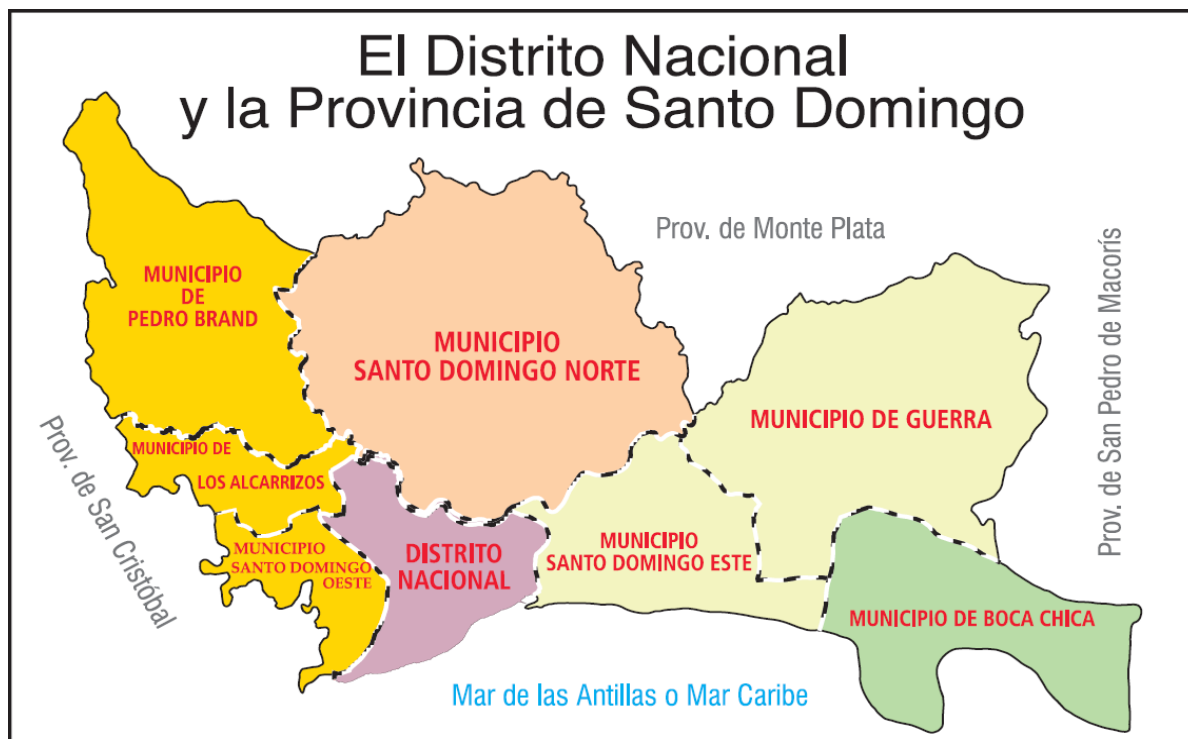 El Distrito Nacional
y la Provincia de Santo Domingo
Prov. de Monte Plata
Prov. de San Pedro de Macorís
MUNICIPIO
DE
PEDRO BRAND
MUNICIPIO
SANTO DOMINGO NORTE
MUNICIPIO DE GUERRA
MUNICIPIO DE
LOS ALCARRIZOS
Prov. de San Cristóbal
MUNICIPIO
SANTO DOMINGO
OESTE
DISTRITO
NACIONAL
MUNICIPIO
SANTO DOMINGO ESTE
MUNICIPIO DE BOCA CHICA
Mar de las Antillas o Mar Caribe